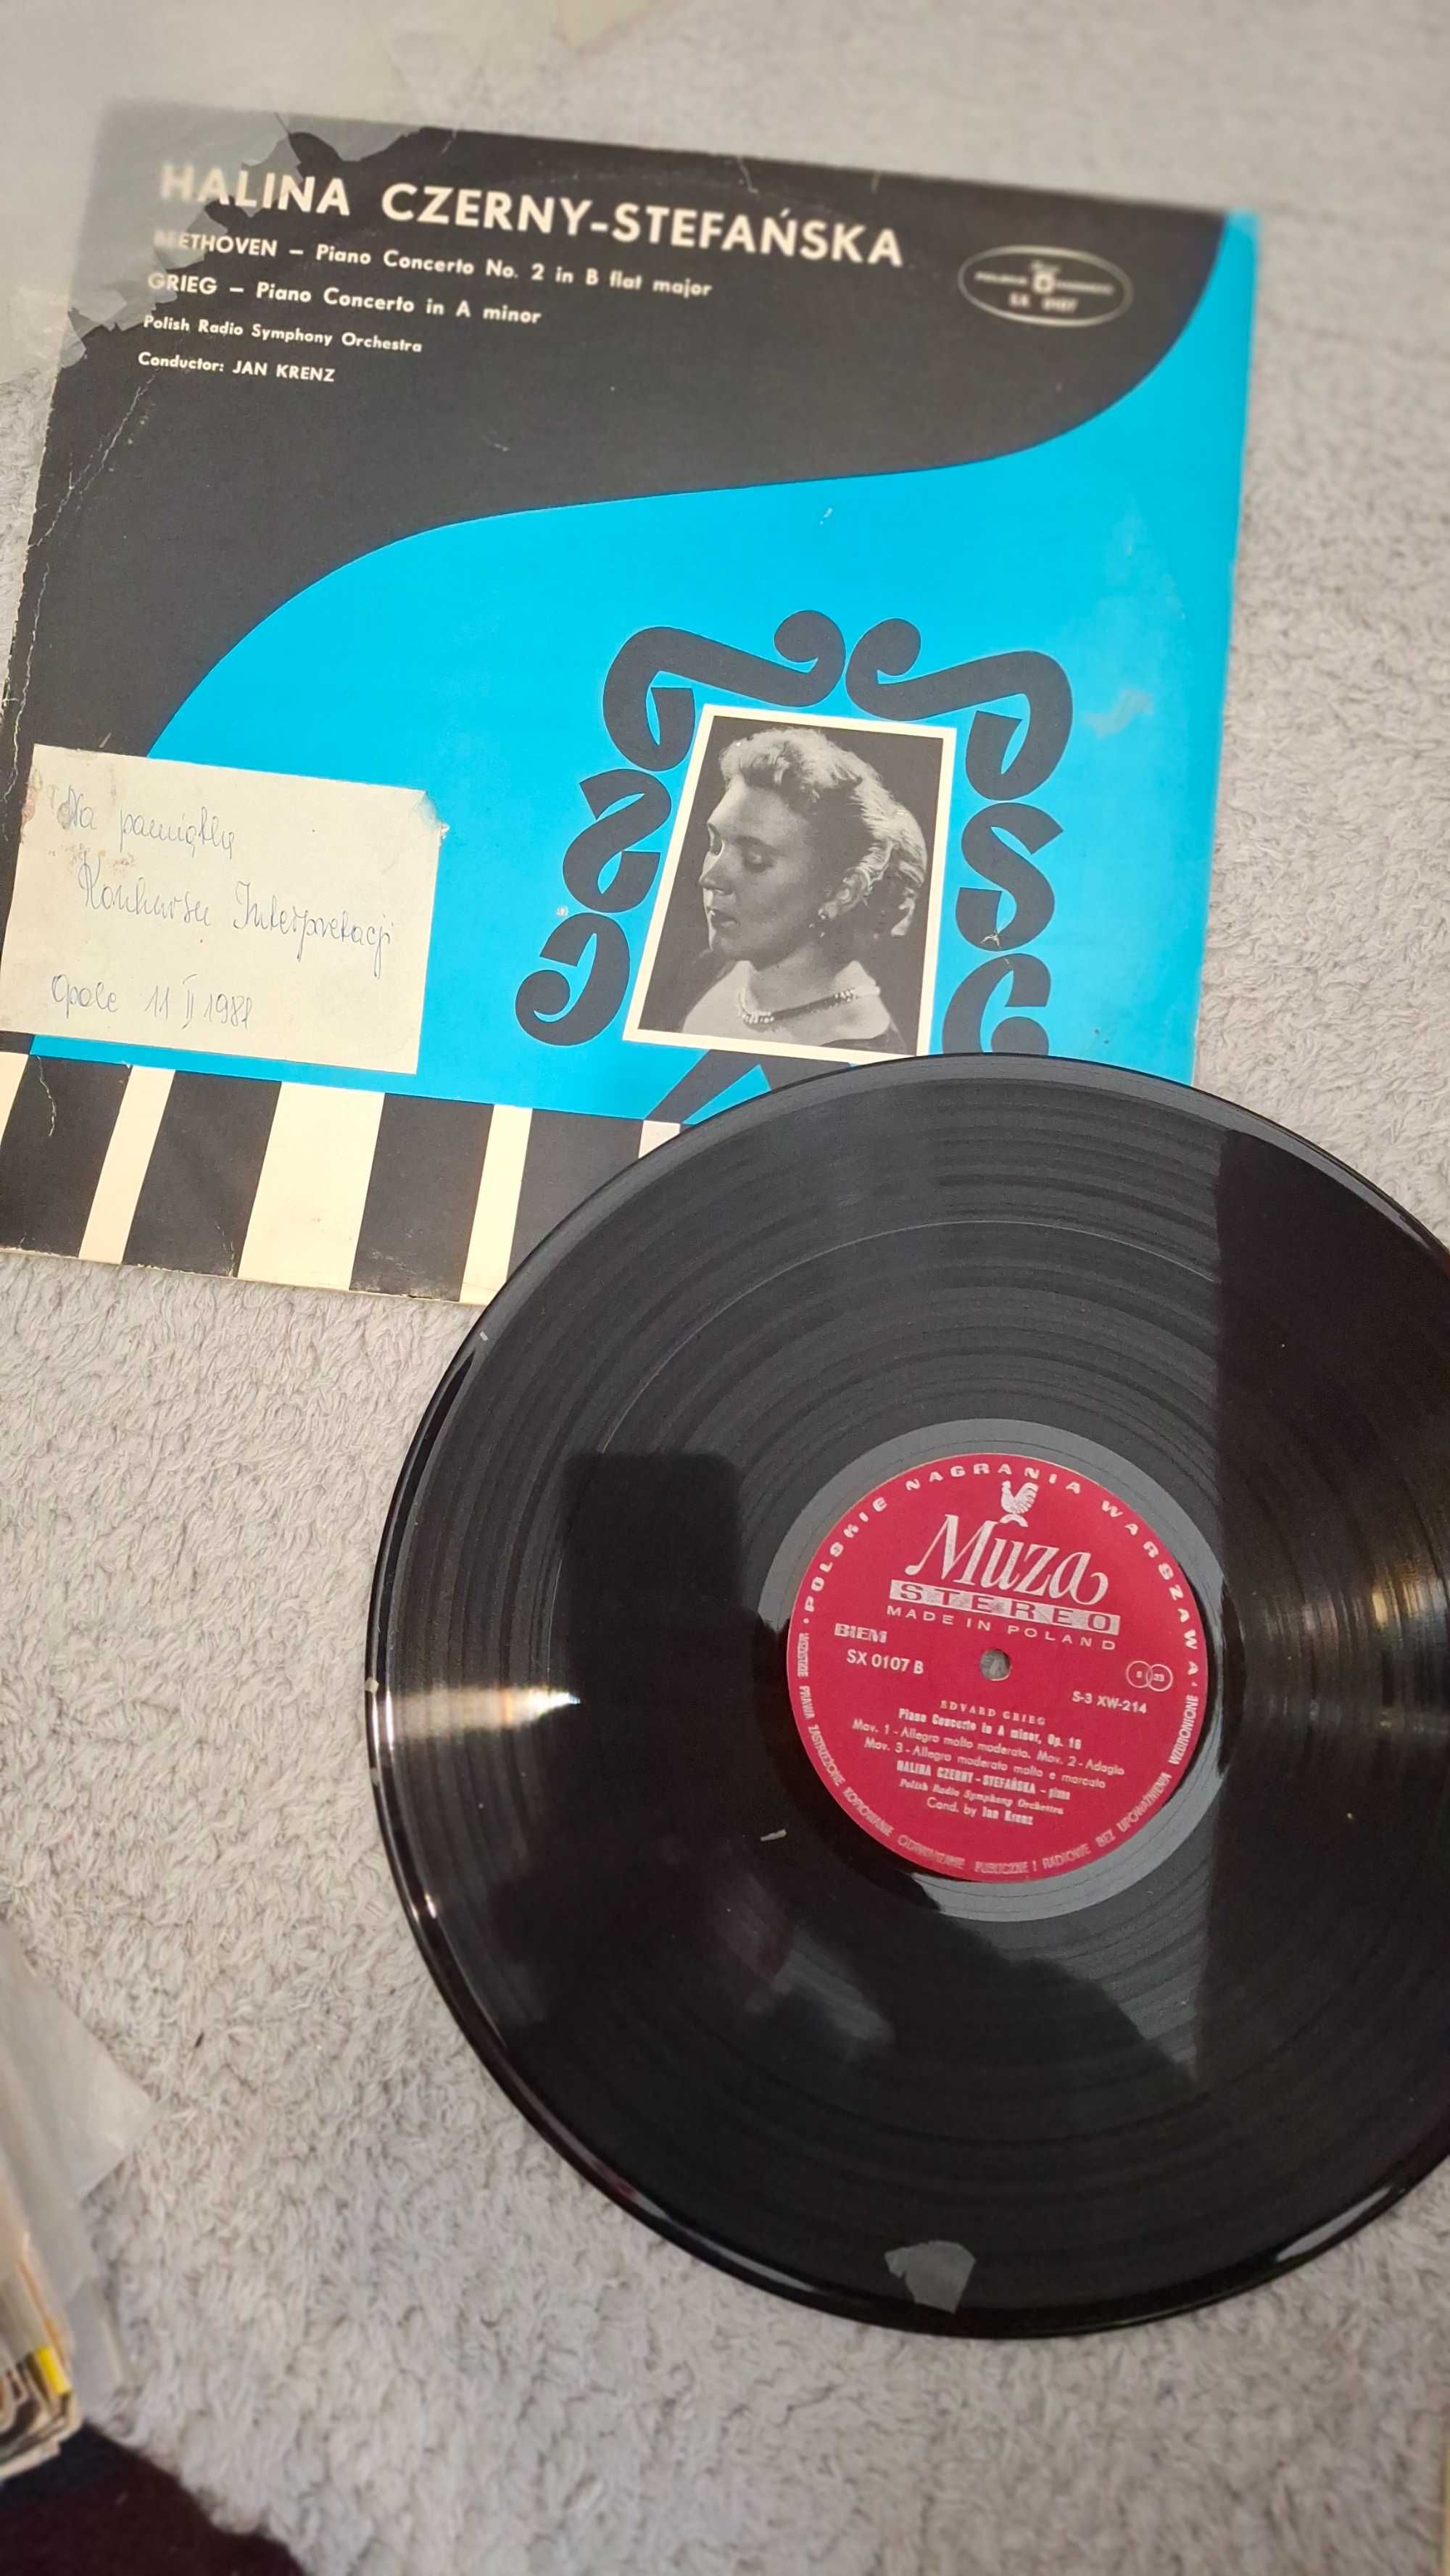 HALINA CZERNY-STEFAŃSKA
BEETHOVEN – Piano Concerto No. 2 in B flat major
GRIEG – Piano Concerto in A minor
Polish Radio Symphony Orchestra
Conductor: JAN KRENZ
Na pamiątkę
Konkursu Interpretacji
Opole 11 II
POLSKIE NAGRANIA WARSZAWA
Muza
STEREO
MADE IN POLAND
BIEM
SX 0107 B
S 33
S-3 XW-214
EDVARD GRIEG
Piano Concerto in A minor, Op. 16
Mov. 1 - Allegro molto moderato. Mov. 2 - Adagio
Mov. 3 - Allegro moderato molto e marcato
HALINA CZERNY-STEFAŃSKA - piano
Polish Radio Symphony Orchestra
Cond. by Jan Krenz
WSZELKIE PRAWA ZASTRZEŻONE KOPIOWANIE PUBLICZNE I RADIOWE BEZ UPOWAŻNIENIA WZBRONIONE